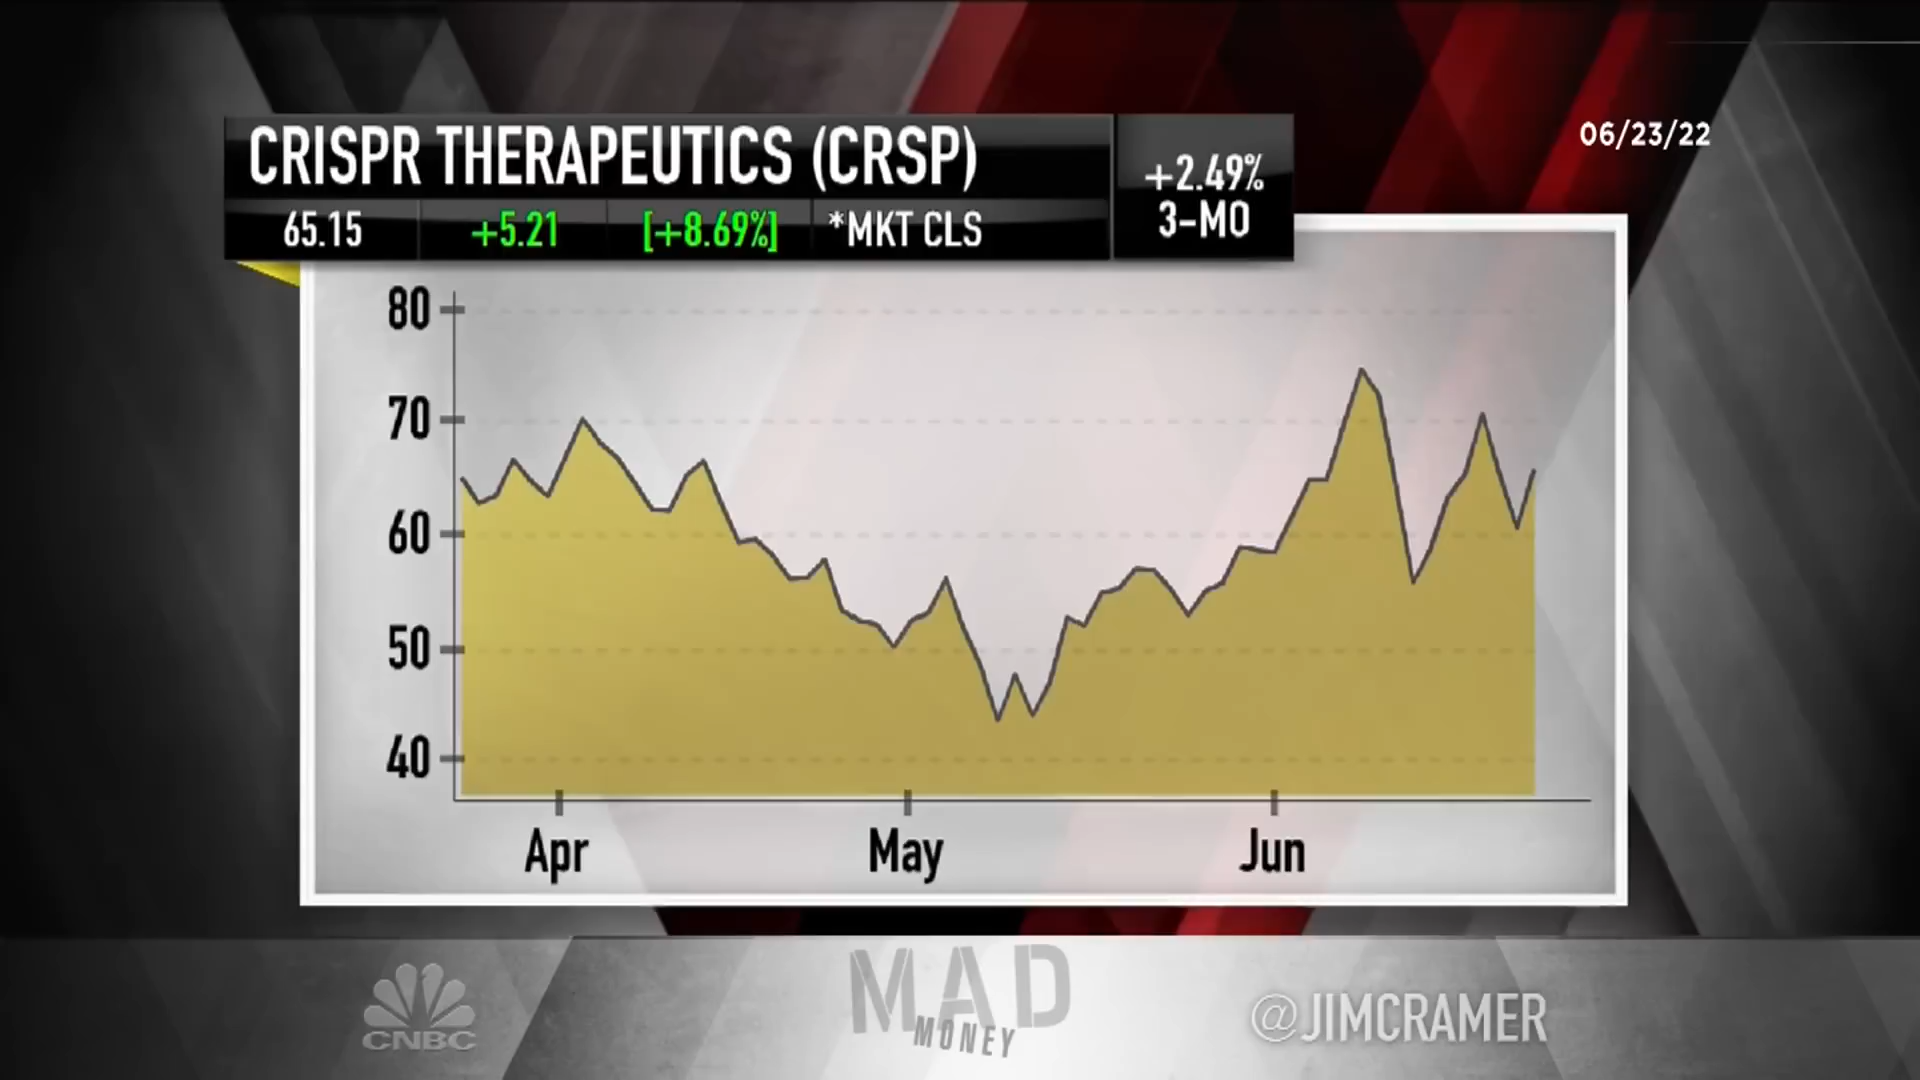 CRISPR THERAPEUTICS (CRSP)
65.15 +5.21 [+8.69%] *MKT CLS
+2.49%
3-MO
06/23/22
80
70
60
50
40
Apr May Jun
CNBC
MAD
MONEY
@JIMCRAMER